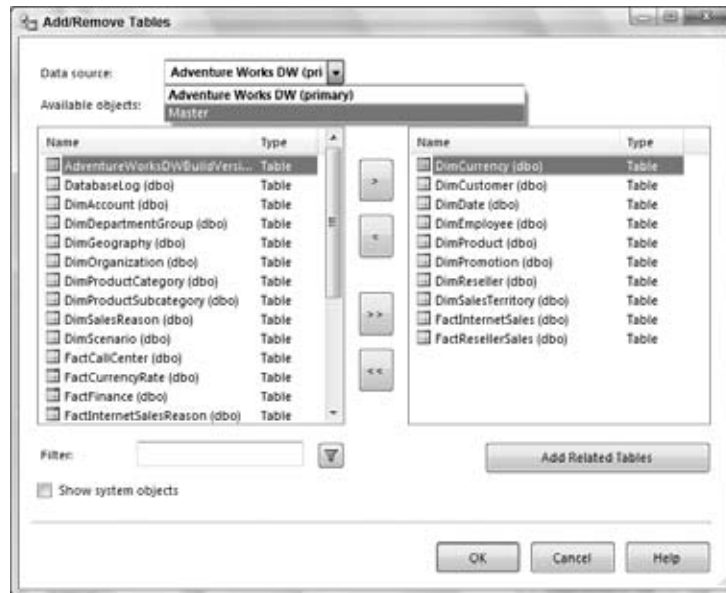 Add/Remove Tables
Data source: Adventure Works DW (pri
Adventure Works DW (primary)
Available objects: Master
Name Type
AdventureWorksDWBuildVersi... Table
DatabaseLog (dbo) Table
DimAccount (dbo) Table
DimDepartmentGroup (dbo) Table
DimGeography (dbo) Table
DimOrganization (dbo) Table
DimProductCategory (dbo) Table
DimProductSubcategory (dbo) Table
DimSalesReason (dbo) Table
DimScenario (dbo) Table
FactCallCenter (dbo) Table
FactCurrencyRate (dbo) Table
FactFinance (dbo) Table
FactInternetSalesReason (dbo) Table
>
<
>>
<<
Name Type
DimCurrency (dbo) Table
DimCustomer (dbo) Table
DimDate (dbo) Table
DimEmployee (dbo) Table
DimProduct (dbo) Table
DimPromotion (dbo) Table
DimReseller (dbo) Table
DimSalesTerritory (dbo) Table
FactInternetSales (dbo) Table
FactResellerSales (dbo) Table
Filter:
Add Related Tables
Show system objects
OK Cancel Help